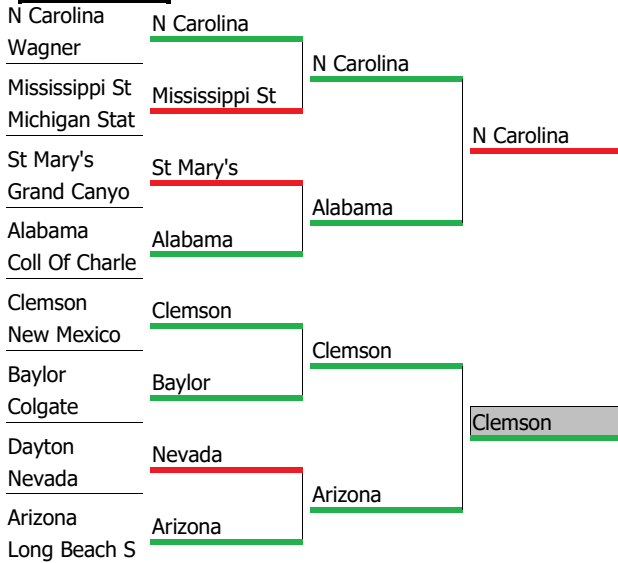 N Carolina
Wagner
Mississippi St
Michigan Stat
St Mary's
Grand Canyo
Alabama
Coll Of Charle
Clemson
New Mexico
Baylor
Colgate
Dayton
Nevada
Arizona
Long Beach S
N Carolina
Mississippi St
St Mary's
Alabama
Clemson
Baylor
Nevada
Arizona
N Carolina
Alabama
Clemson
Arizona
N Carolina
Clemson